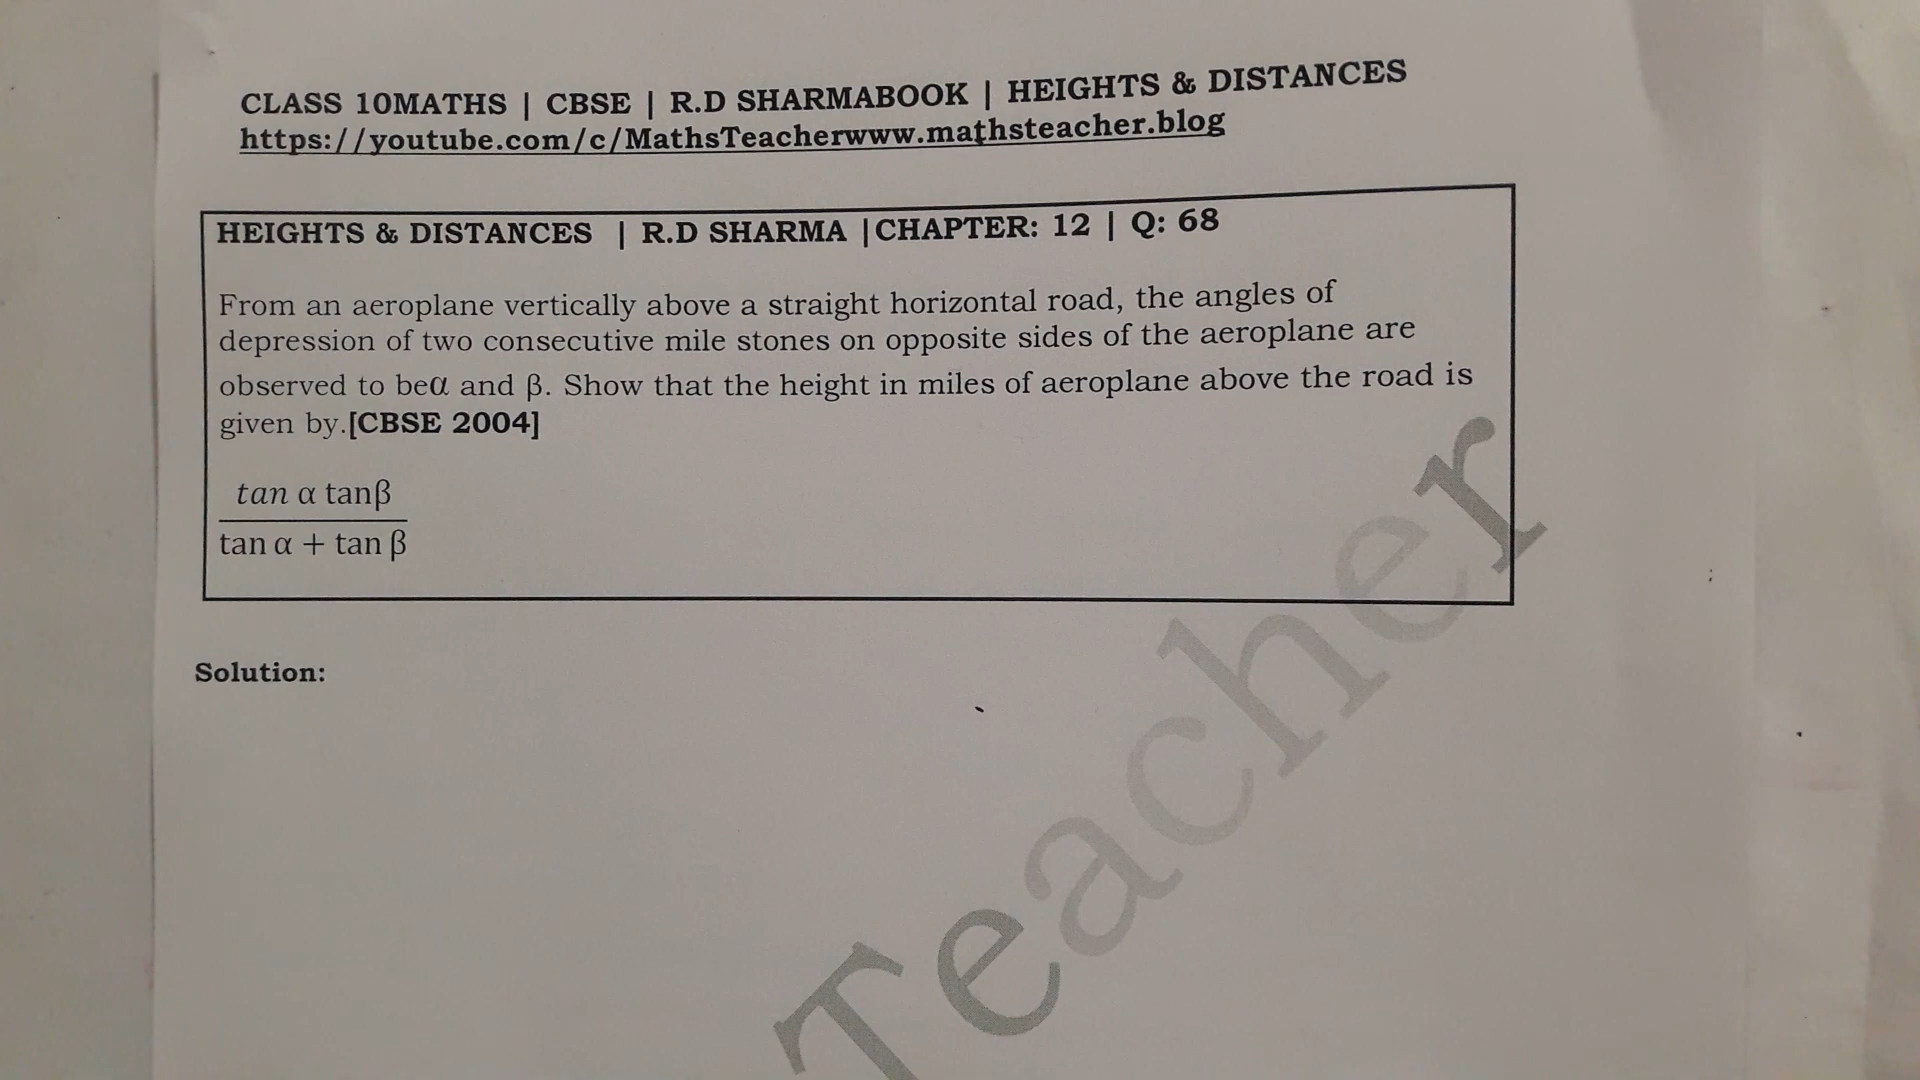 CLASS 10MATHS | CBSE | R.D SHARMABOOK | HEIGHTS & DISTANCES
https://youtube.com/c/MathsTeacherwww.mathsteacher.blog
HEIGHTS & DISTANCES | R.D SHARMA |CHAPTER: 12 | Q: 68
From an aeroplane vertically above a straight horizontal road, the angles of
depression of two consecutive mile stones on opposite sides of the aeroplane are
observed to beα and β. Show that the height in miles of aeroplane above the road is
given by.[CBSE 2004]
tan α tanβ
tan α + tan β
Solution:
Teacher